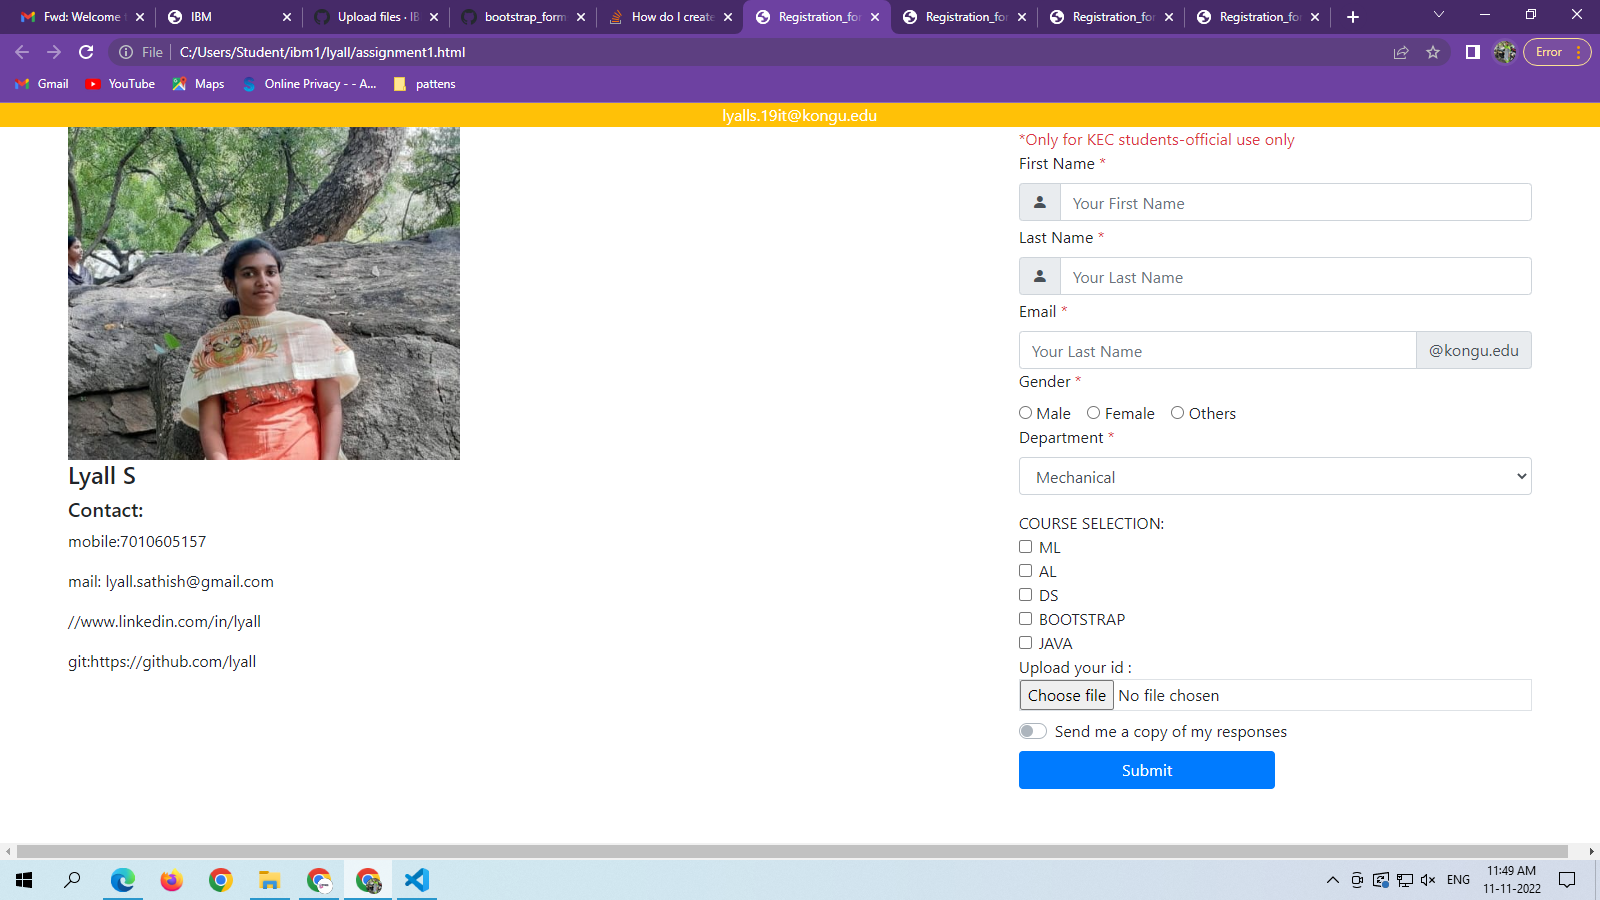 Fwd: Welcome t
IBM
Upload files · IB
bootstrap_form
How do I create
Registration_for
Registration_for
Registration_for
Registration_for
File
C:/Users/Student/ibm1/lyall/assignment1.html
Error
Gmail
YouTube
Maps
Online Privacy - - A...
pattens
lyalls.19it@kongu.edu
Lyall S
Contact:
mobile:7010605157
mail: lyall.sathish@gmail.com
//www.linkedin.com/in/lyall
git:https://github.com/lyall
*Only for KEC students-official use only
First Name *
Your First Name
Last Name *
Your Last Name
Email *
Your Last Name @kongu.edu
Gender *
Male Female Others
Department *
Mechanical
COURSE SELECTION:
ML
AL
DS
BOOTSTRAP
JAVA
Upload your id :
Choose file No file chosen
Send me a copy of my responses
Submit
ENG
11:49 AM
11-11-2022